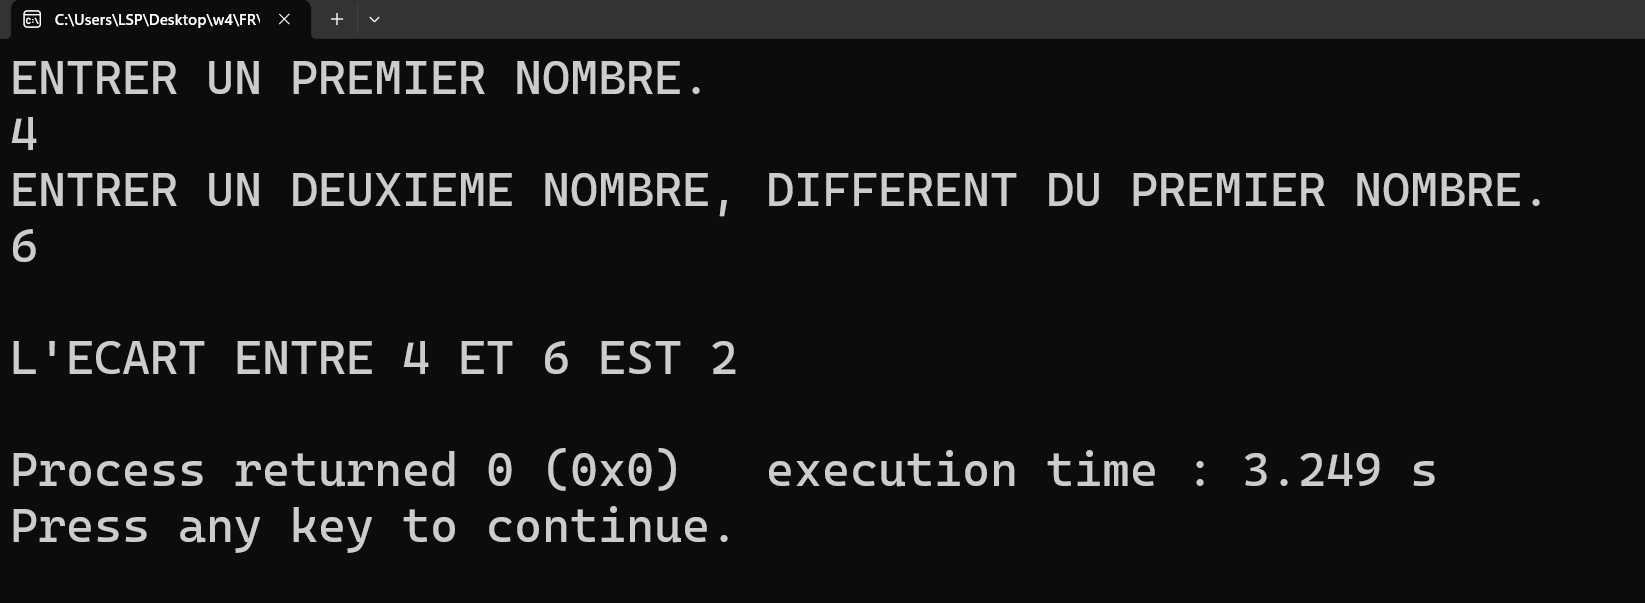 C:\Users\LSP\Desktop\w4\FR\
ENTRER UN PREMIER NOMBRE.
4
ENTRER UN DEUXIEME NOMBRE, DIFFERENT DU PREMIER NOMBRE.
6
L'ECART ENTRE 4 ET 6 EST 2
Process returned 0 (0x0)   execution time : 3.249 s
Press any key to continue.